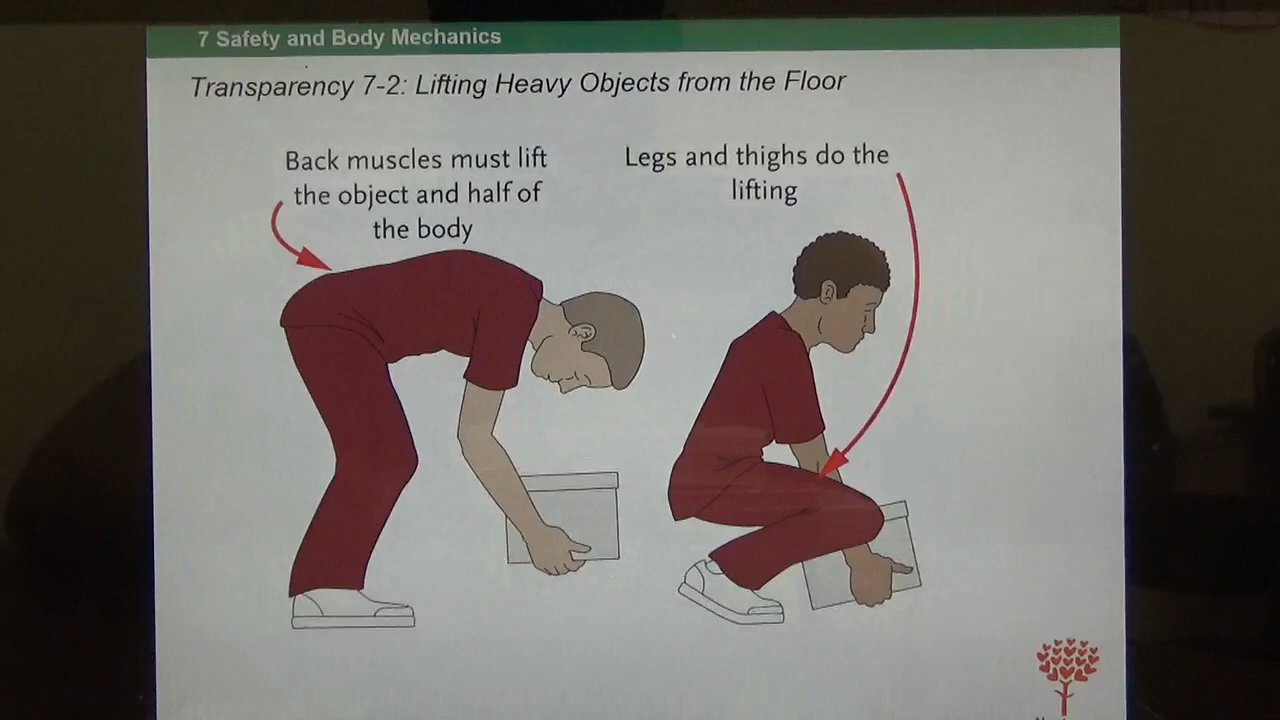 7 Safety and Body Mechanics
Transparency 7-2: Lifting Heavy Objects from the Floor
Back muscles must lift
the object and half of
the body
Legs and thighs do the
lifting